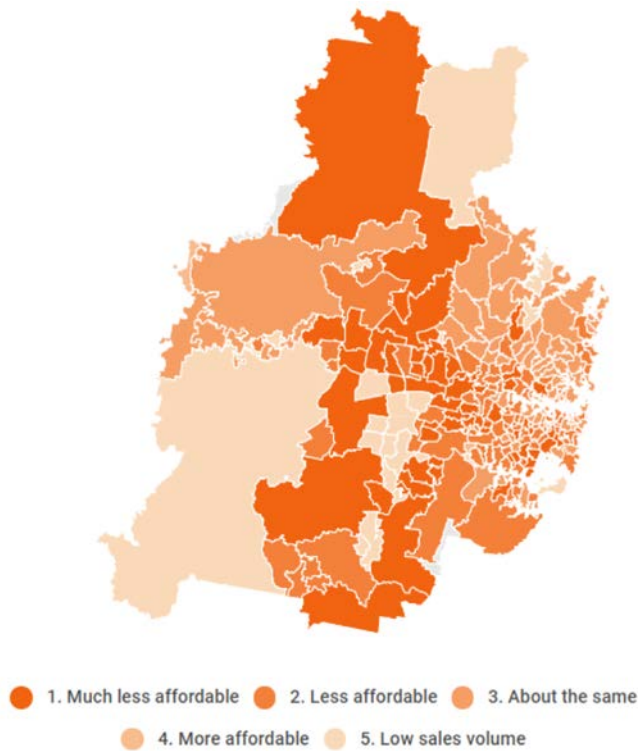 1. Much less affordable 2. Less affordable 3. About the same
4. More affordable 5. Low sales volume